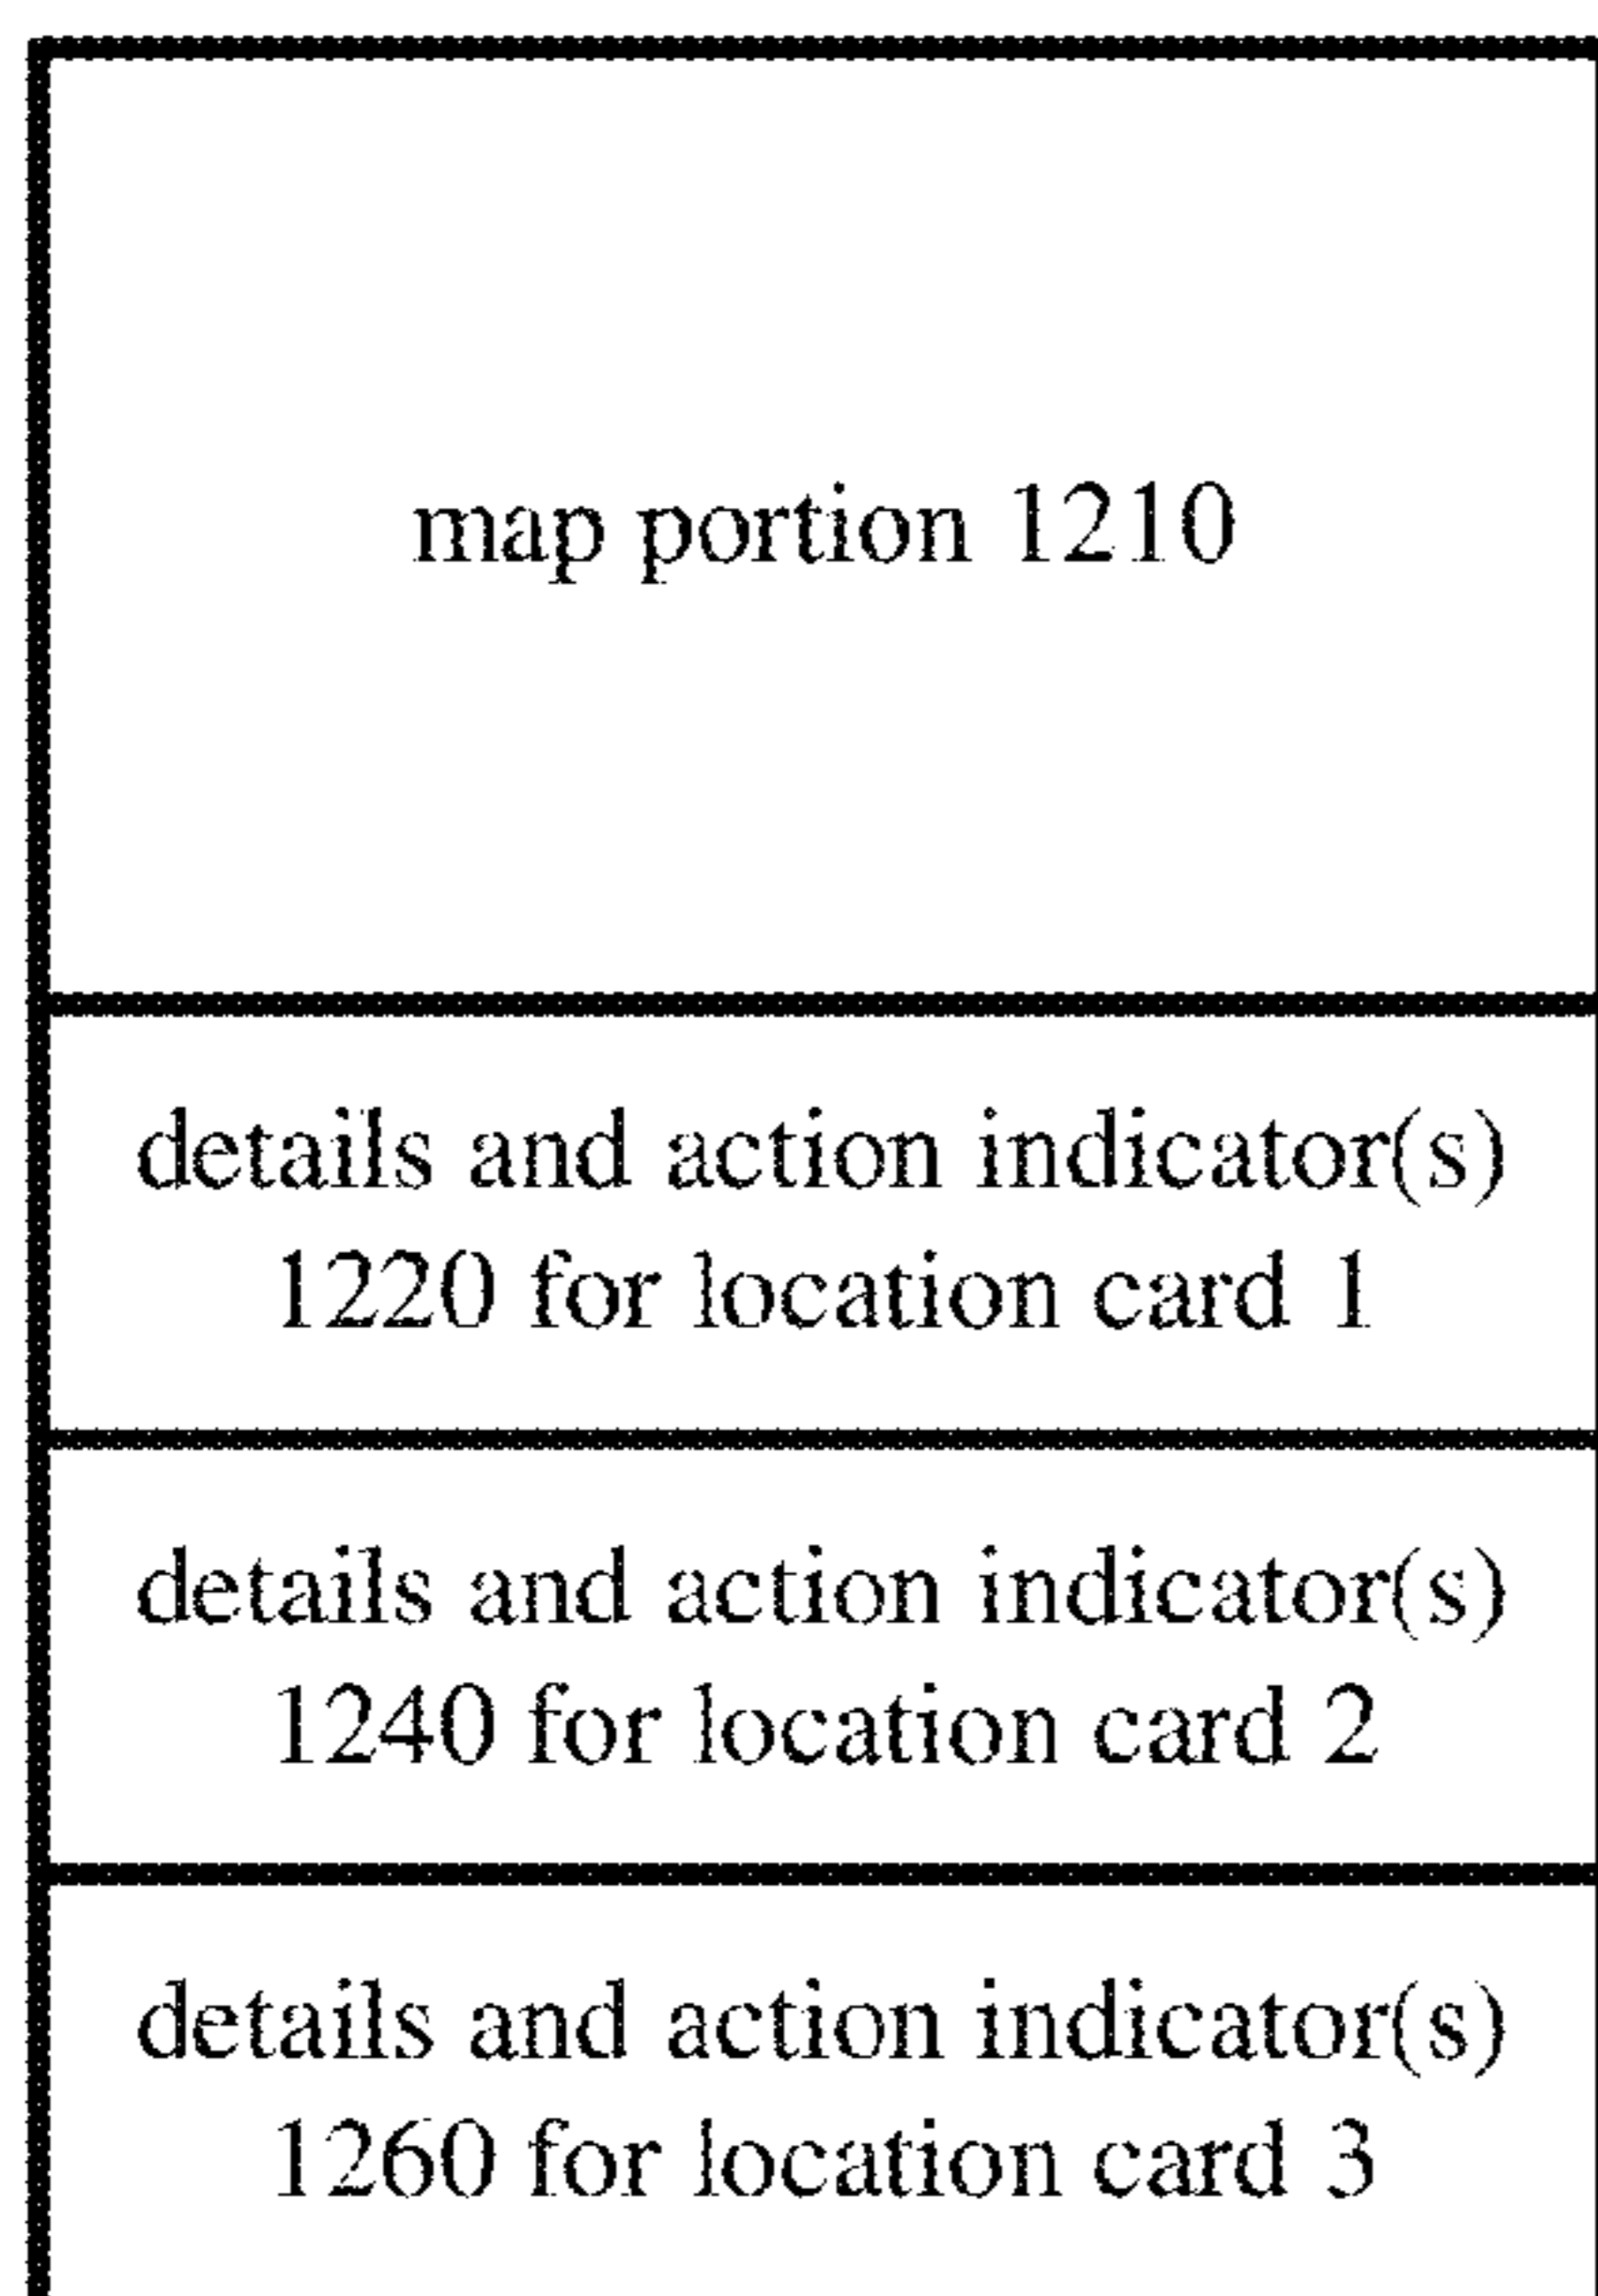 map portion 1210
details and action indicator(s)
1220 for location card 1
details and action indicator(s)
1240 for location card 2
details and action indicator(s)
1260 for location card 3